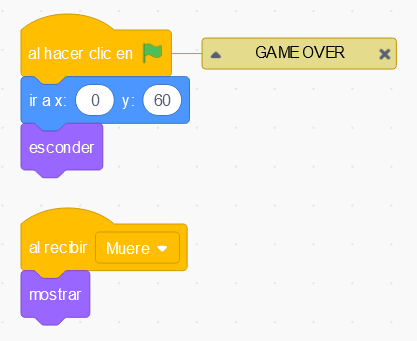 al hacer clic en GAME OVER
ir a x: 0 y: 60
esconder
al recibir Muere
mostrar